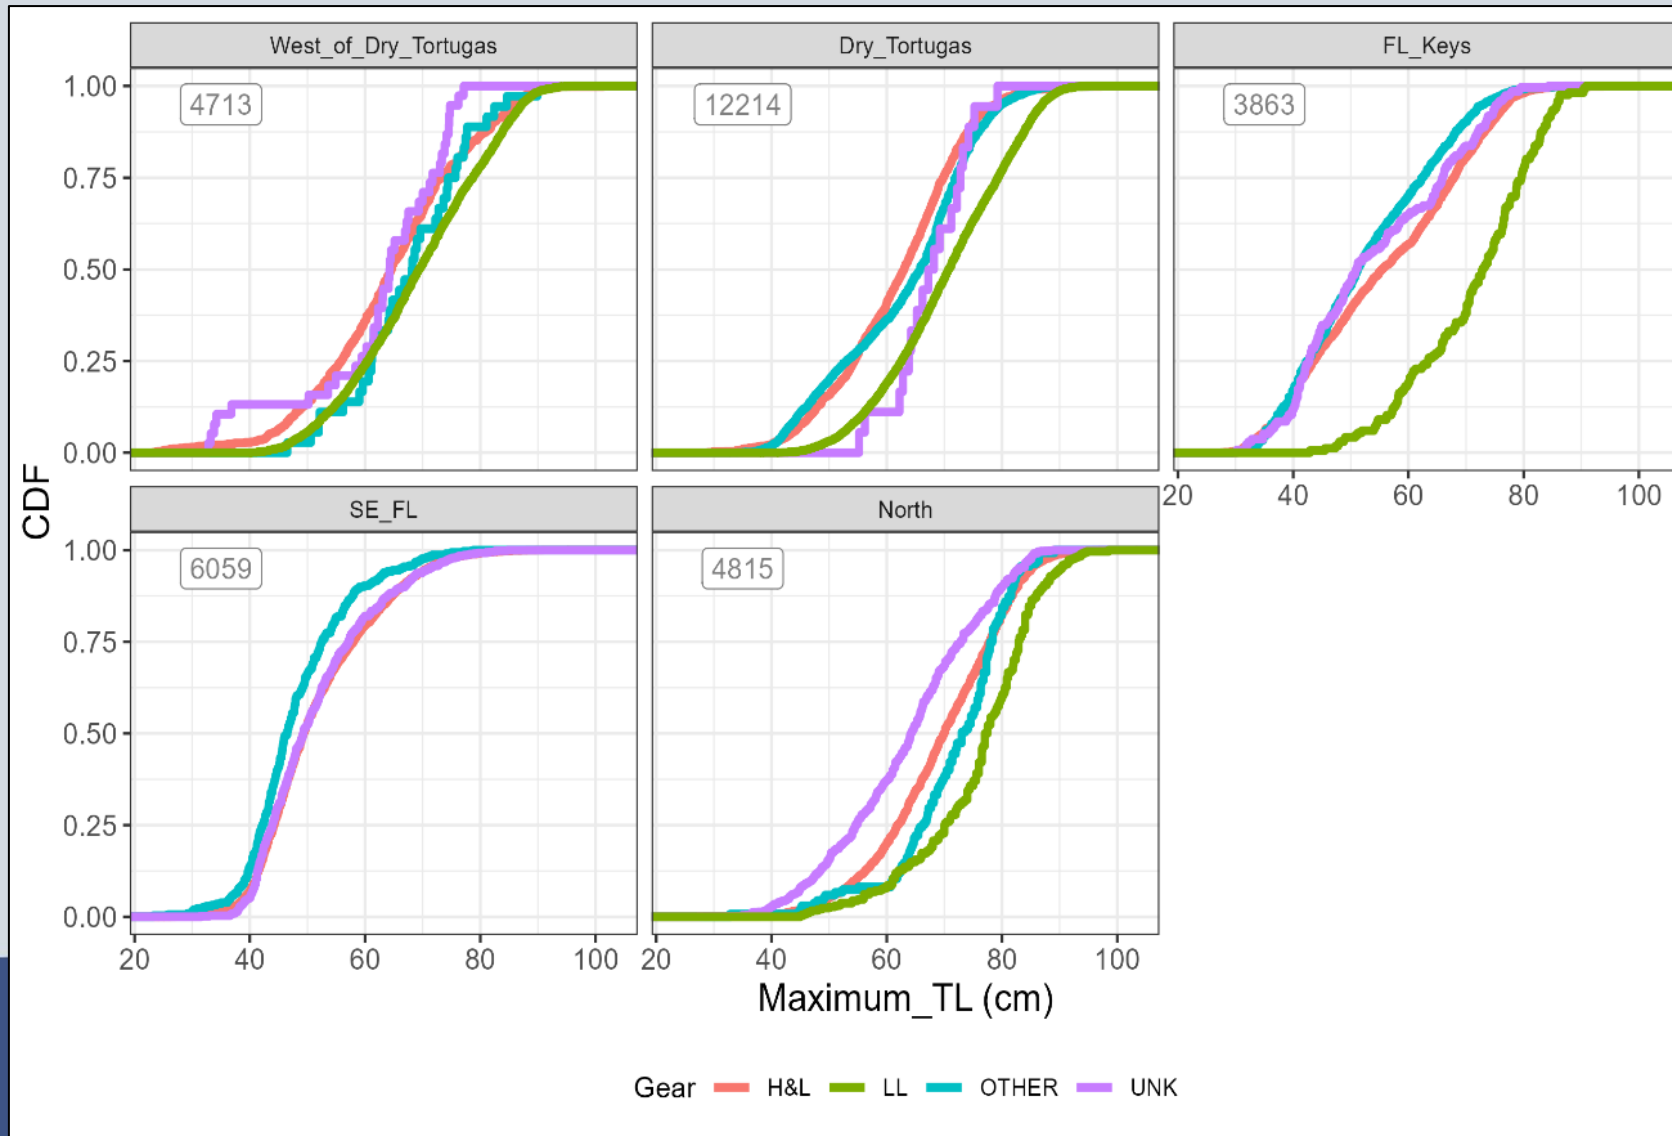 West_of_Dry_Tortugas
Dry_Tortugas
FL_Keys
4713
12214
3863
1.00
0.75
0.50
0.25
0.00
20 40 60 80 100
SE_FL
North
6059
4815
1.00
0.75
0.50
0.25
0.00
20 40 60 80 100
20 40 60 80 100
CDF
Maximum_TL (cm)
Gear H&L LL OTHER UNK